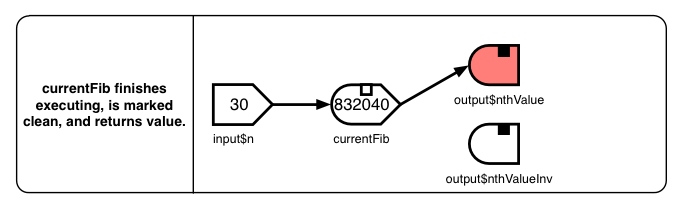 currentFib finishes
executing, is marked
clean, and returns value.
30
832040
input$n
currentFib
output$nthValue
output$nthValueInv